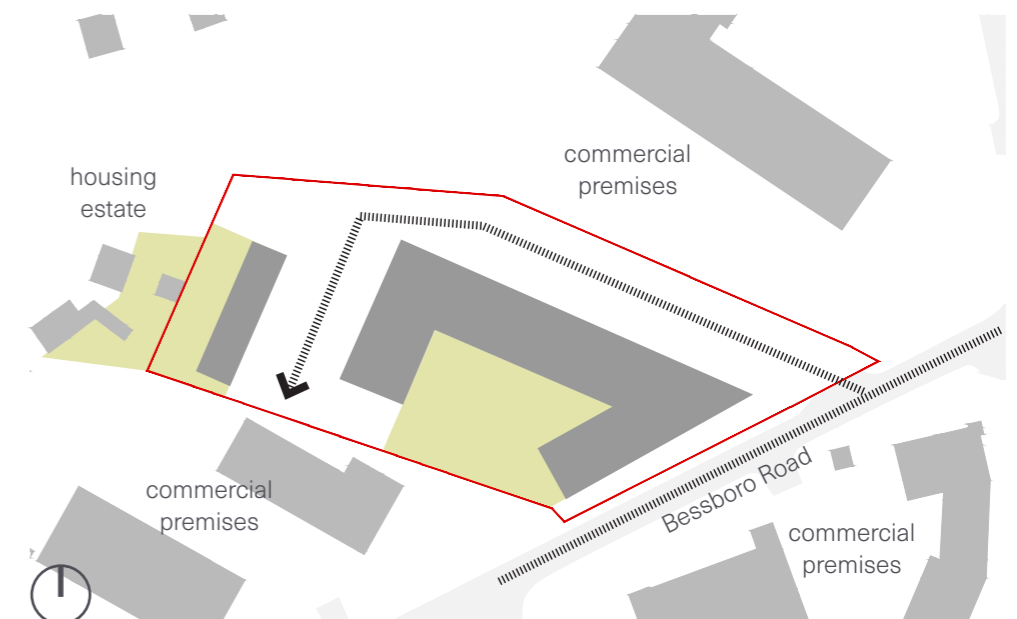 commercial
premises
housing
estate
commercial
premises
Bessboro Road
commercial
premises